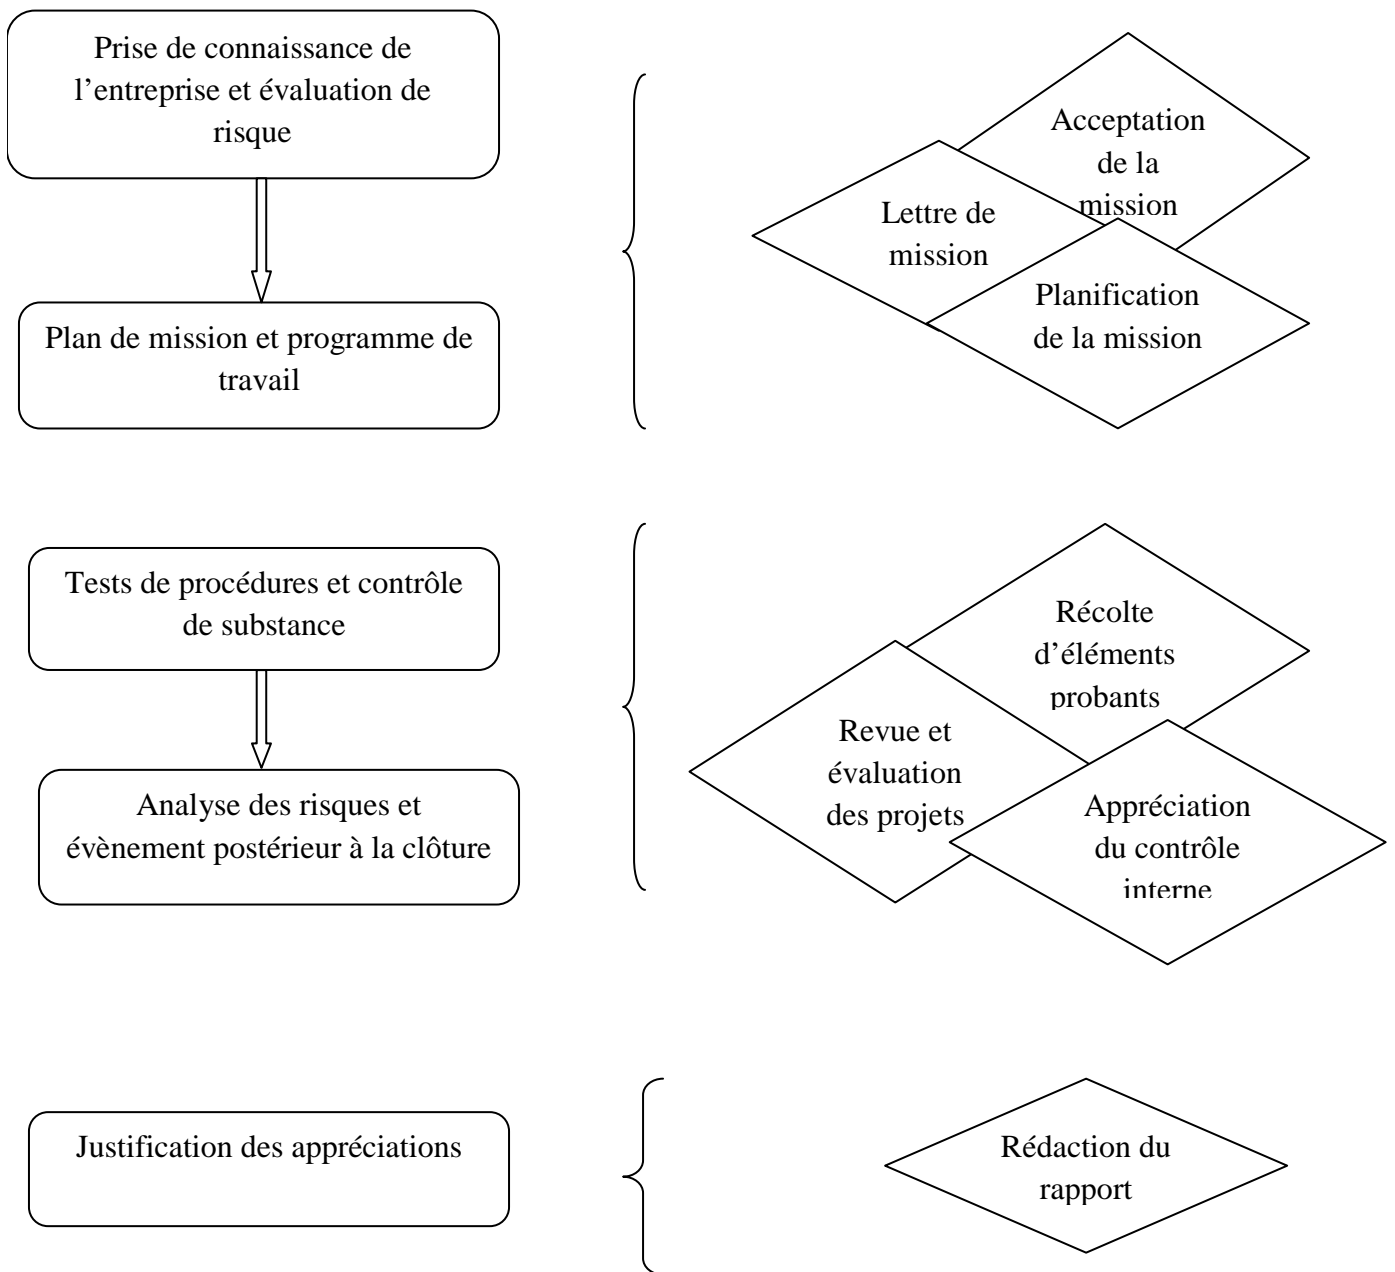 Prise de connaissance de
l’entreprise et évaluation de
risque
Acceptation
de la
mission
Lettre de
mission
Planification
de la mission
Plan de mission et programme de
travail
Tests de procédures et contrôle
de substance
Récolte
d’éléments
probants
Revue et
évaluation
des projets
Analyse des risques et
évènement postérieur à la clôture
Appréciation
du contrôle
interne
Justification des appréciations
Rédaction du
rapport